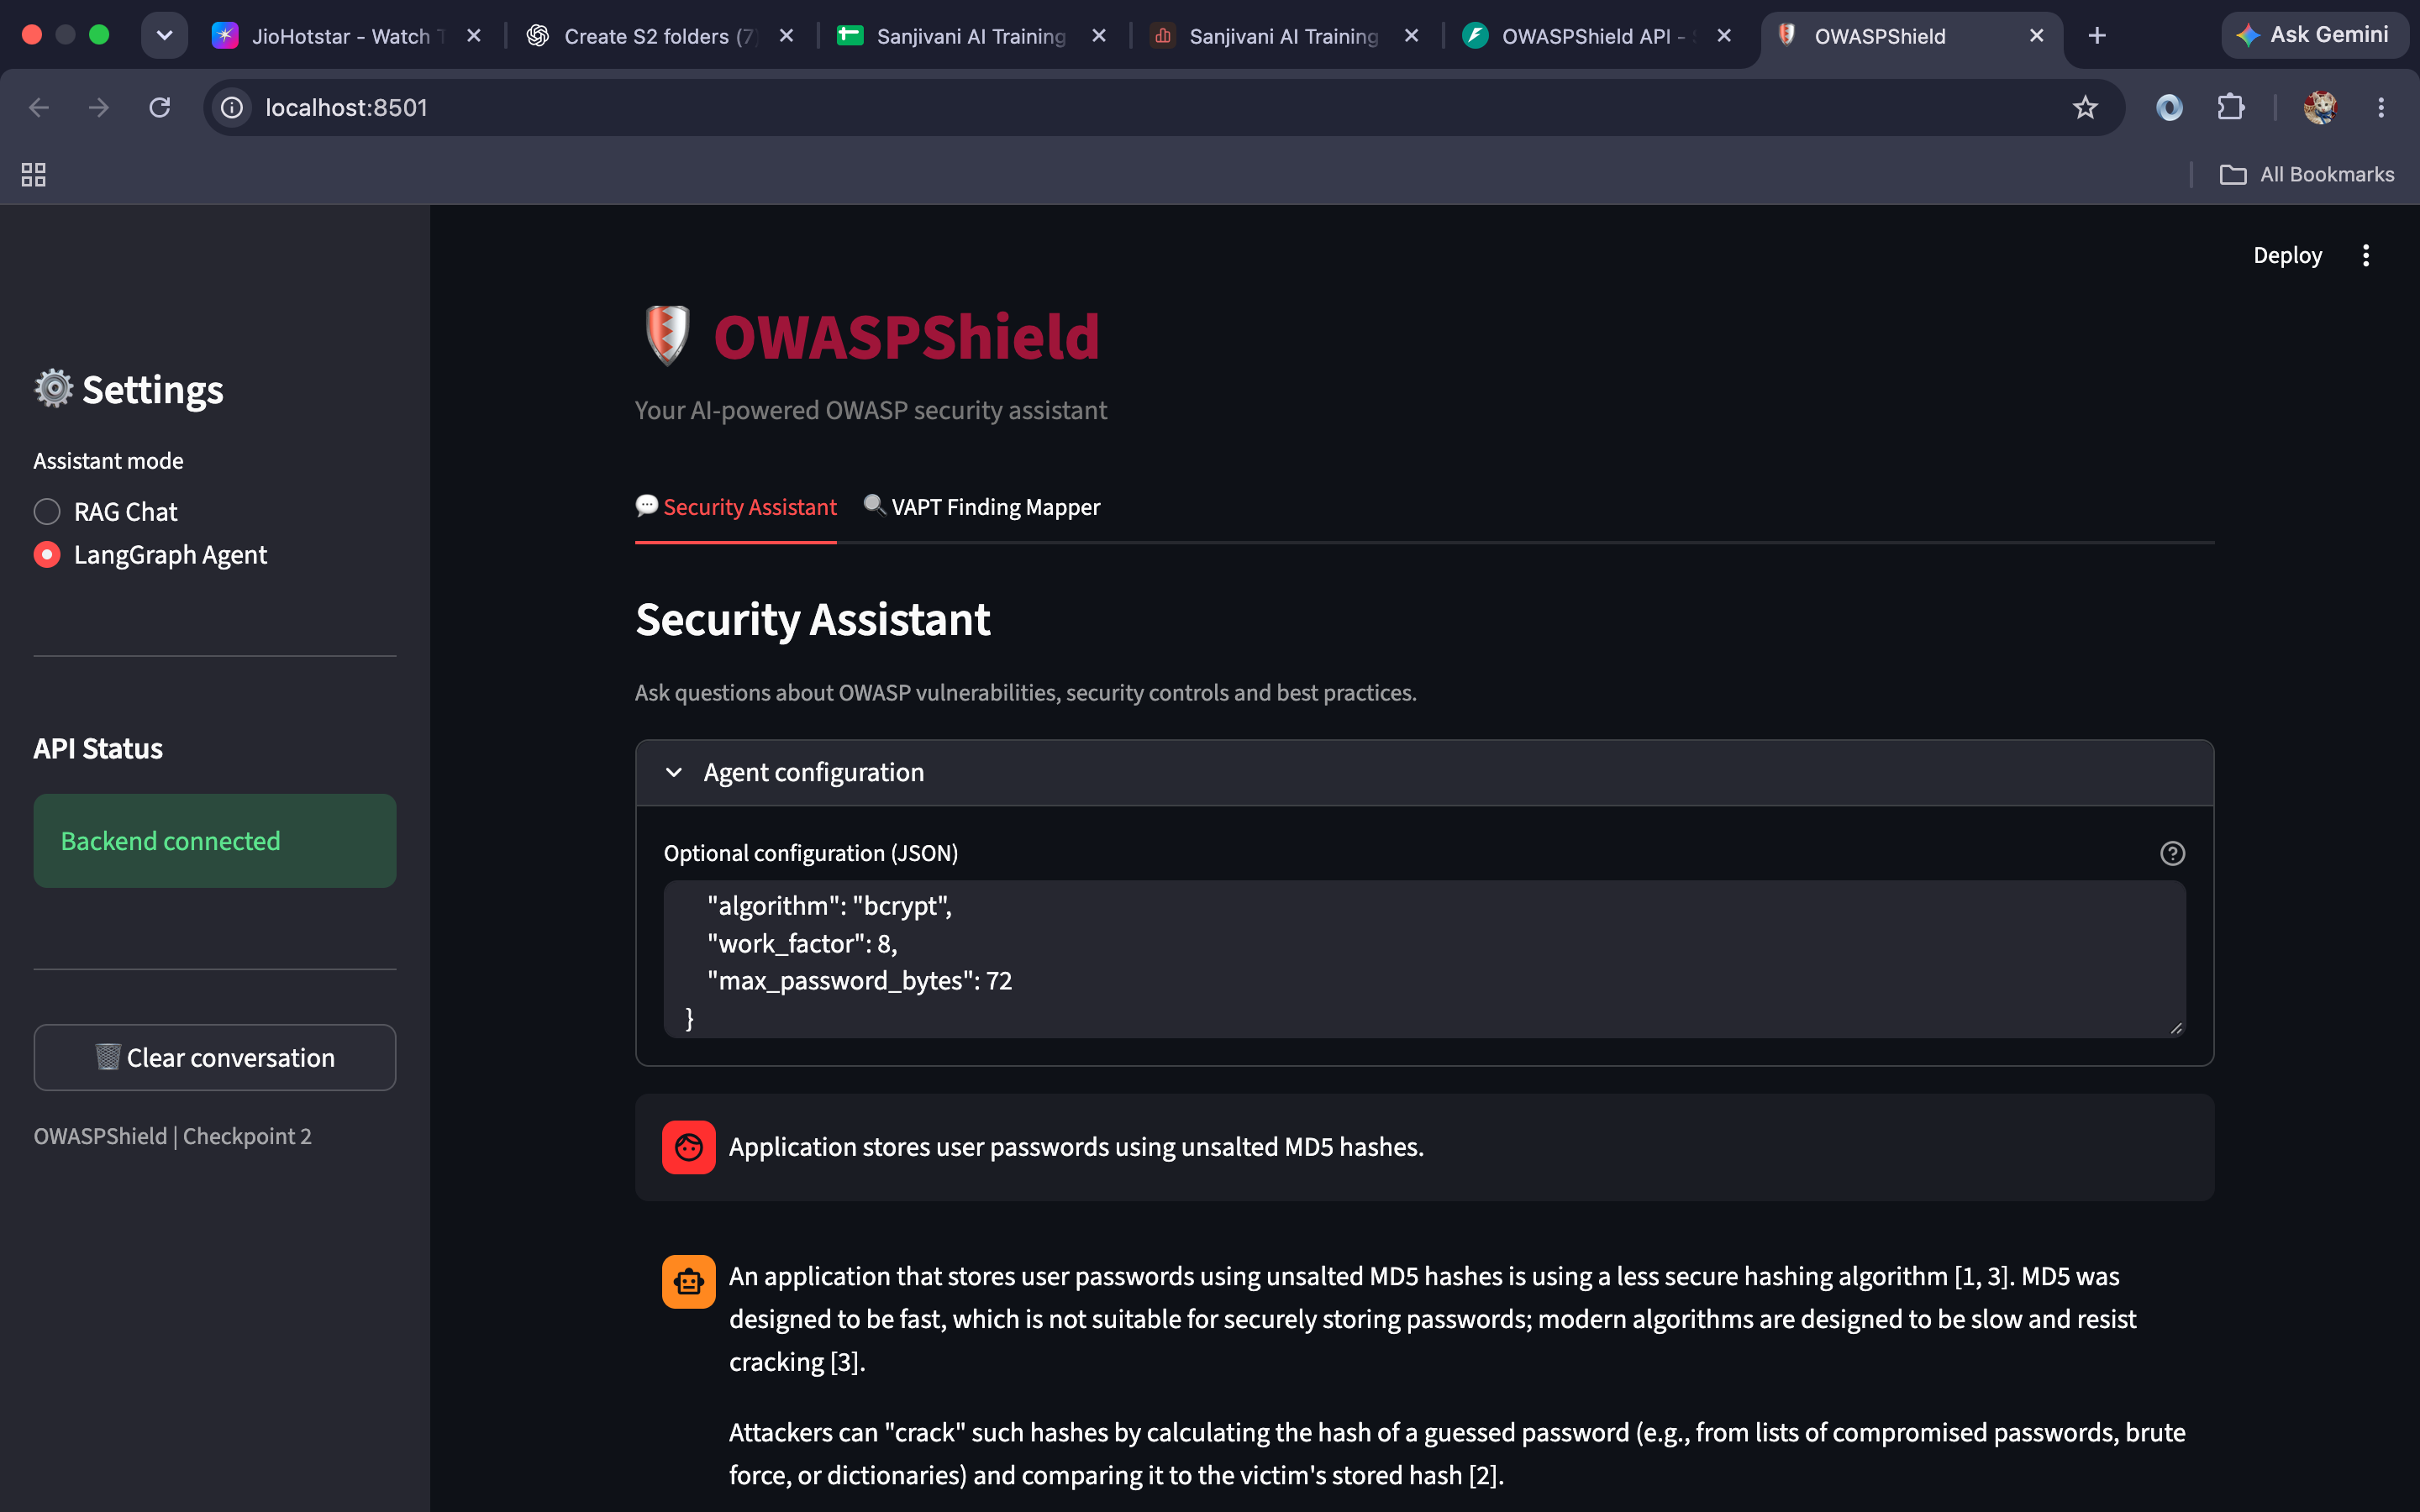 JioHotstar - Watch T
Create S2 folders (7)
Sanjivani AI Training
Sanjivani AI Training
OWASPShield API - S
OWASPShield
Ask Gemini
localhost:8501
All Bookmarks
Deploy
Settings
Assistant mode
RAG Chat
LangGraph Agent
API Status
Backend connected
Clear conversation
OWASPShield | Checkpoint 2
OWASPShield
Your AI-powered OWASP security assistant
Security Assistant
VAPT Finding Mapper
Security Assistant
Ask questions about OWASP vulnerabilities, security controls and best practices.
Agent configuration
Optional configuration (JSON)
"algorithm": "bcrypt",
"work_factor": 8,
"max_password_bytes": 72
}
Application stores user passwords using unsalted MD5 hashes.
An application that stores user passwords using unsalted MD5 hashes is using a less secure hashing algorithm [1, 3]. MD5 was
designed to be fast, which is not suitable for securely storing passwords; modern algorithms are designed to be slow and resist
cracking [3].
Attackers can "crack" such hashes by calculating the hash of a guessed password (e.g., from lists of compromised passwords, brute
force, or dictionaries) and comparing it to the victim's stored hash [2].